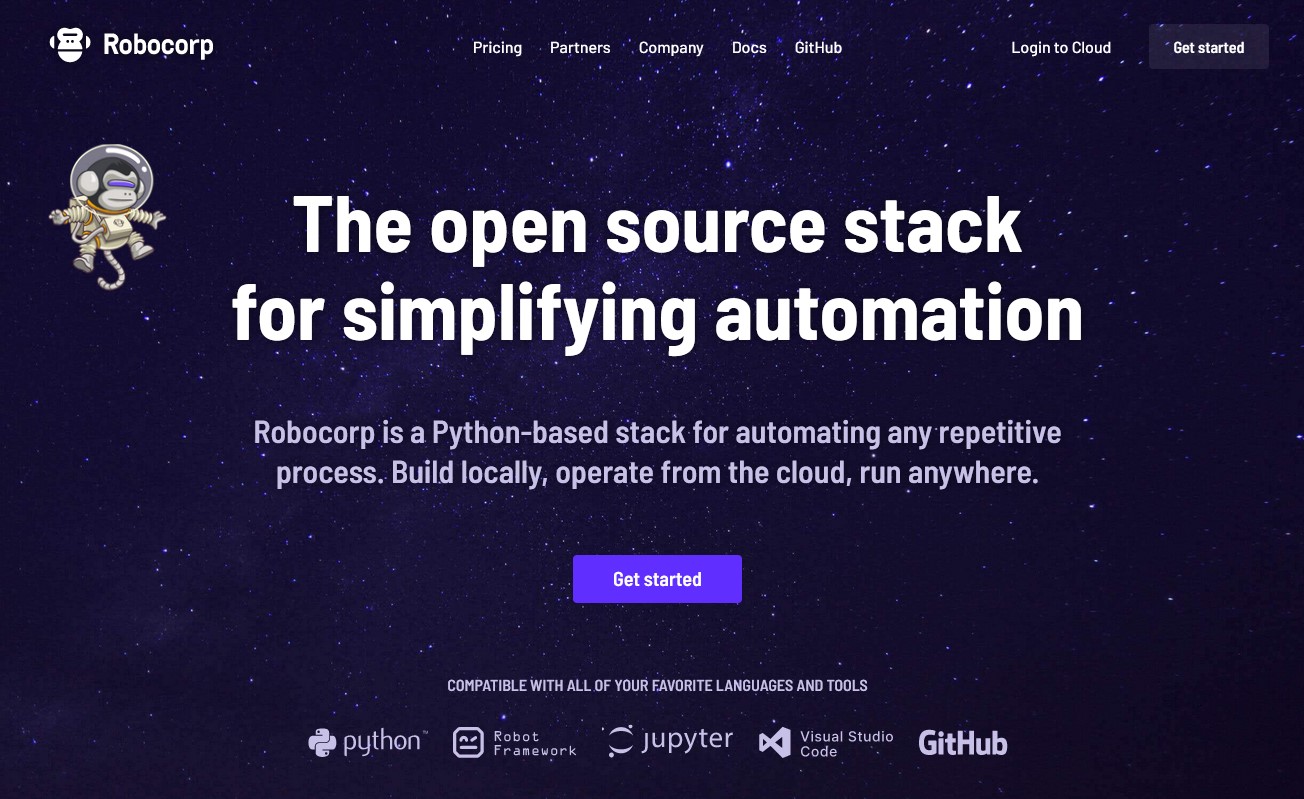 Robocorp
Pricing
Partners
Company
Docs
GitHub
Login to Cloud
Get started
The open source stack
for simplifying automation
Robocorp is a Python-based stack for automating any repetitive
process. Build locally, operate from the cloud, run anywhere.
Get started
COMPATIBLE WITH ALL OF YOUR FAVORITE LANGUAGES AND TOOLS
python™
Robot
Framework
jupyter
Visual Studio
Code
GitHub